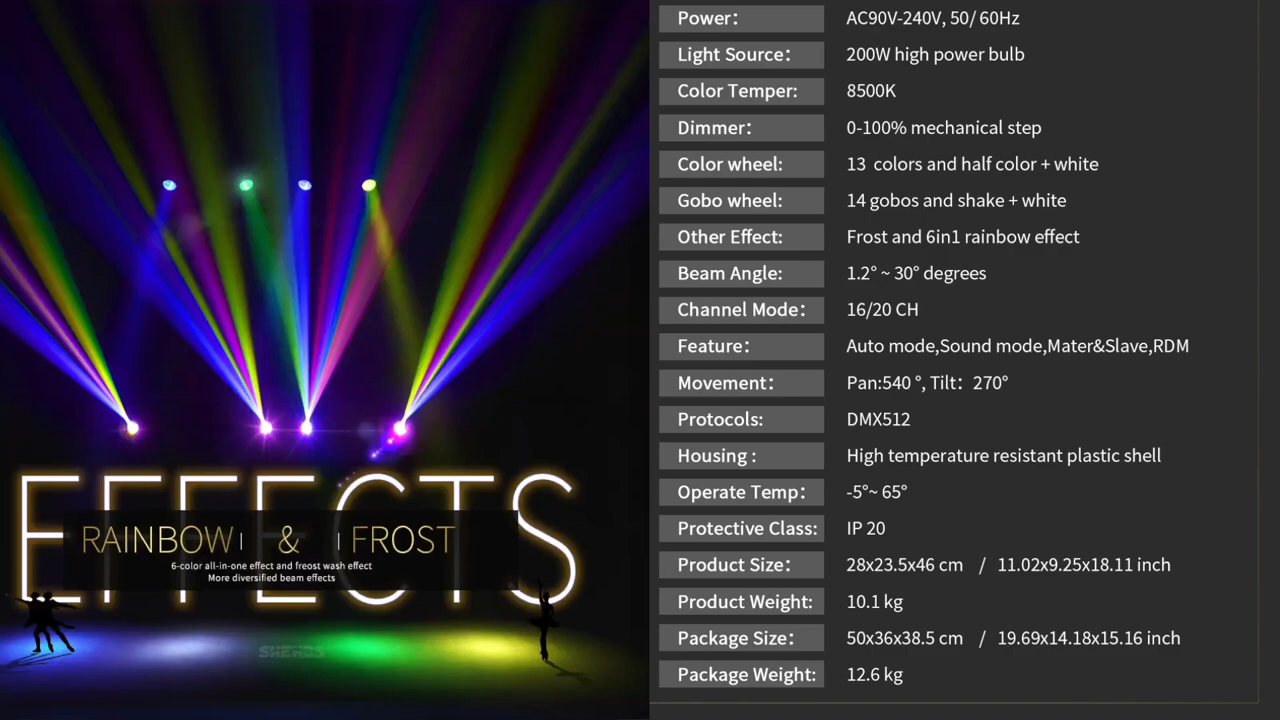 EFFECTS
RAINBOW & FROST
6-color all-in-one effect and freost wash effect
More diversified beam effects
SHEHDS
Power: AC90V-240V, 50/ 60Hz
Light Source: 200W high power bulb
Color Temper: 8500K
Dimmer: 0-100% mechanical step
Color wheel: 13 colors and half color + white
Gobo wheel: 14 gobos and shake + white
Other Effect: Frost and 6in1 rainbow effect
Beam Angle: 1.2° ~ 30° degrees
Channel Mode: 16/20 CH
Feature: Auto mode,Sound mode,Mater&Slave,RDM
Movement: Pan:540 °, Tilt: 270°
Protocols: DMX512
Housing : High temperature resistant plastic shell
Operate Temp: -5°~ 65°
Protective Class: IP 20
Product Size: 28x23.5x46 cm / 11.02x9.25x18.11 inch
Product Weight: 10.1 kg
Package Size: 50x36x38.5 cm / 19.69x14.18x15.16 inch
Package Weight: 12.6 kg